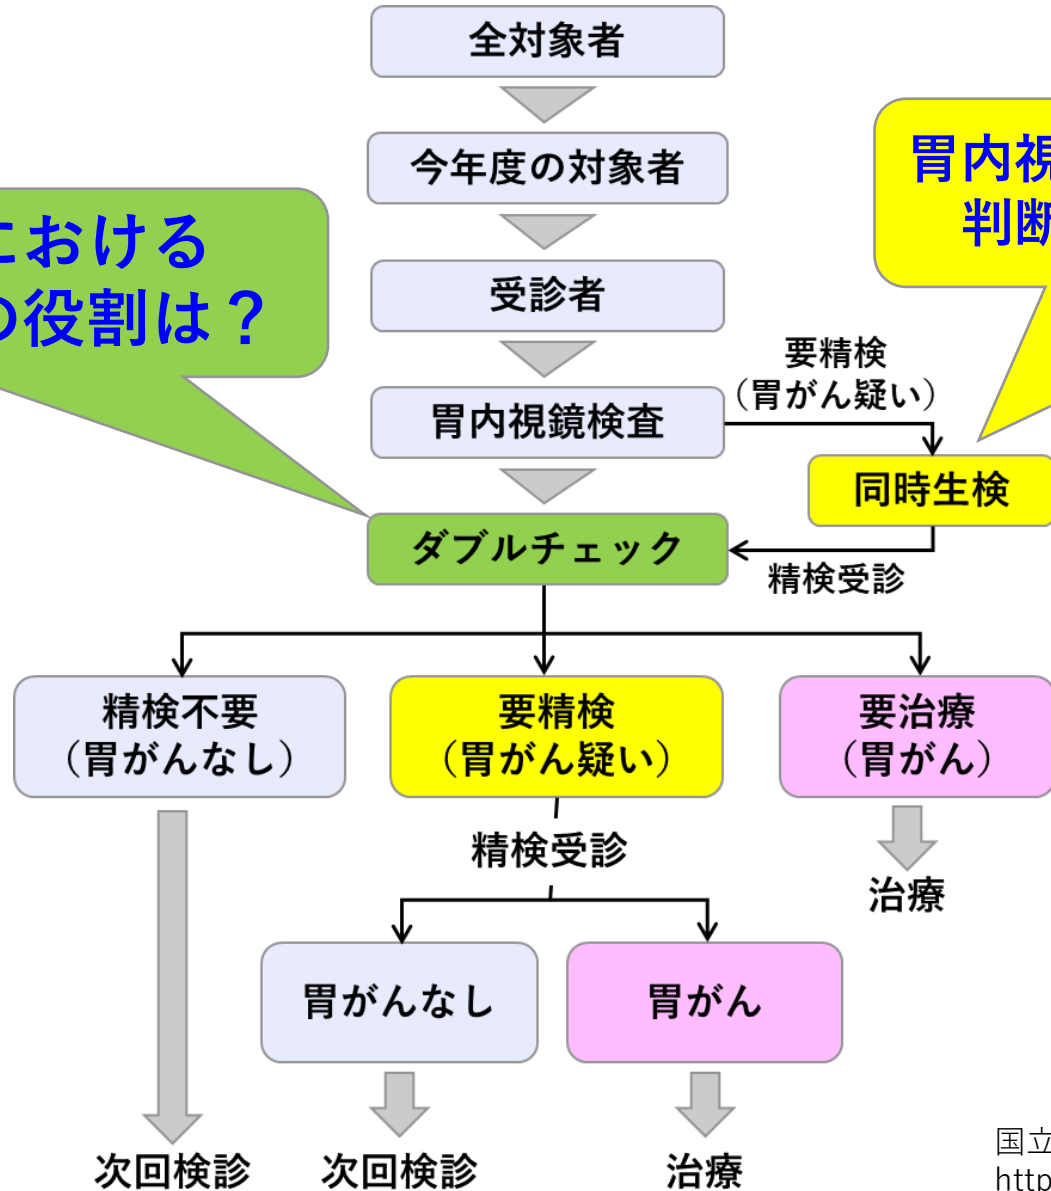 全対象者
今年度の対象者
における
の役割は？
胃内視
判断
受診者
要精検
（胃がん疑い）
胃内視鏡検査
同時生検
ダブルチェック
精検受診
精検不要
（胃がんなし）
要精検
（胃がん疑い）
要治療
（胃がん）
精検受診
治療
胃がんなし
胃がん
次回検診
次回検診
治療
国立
http